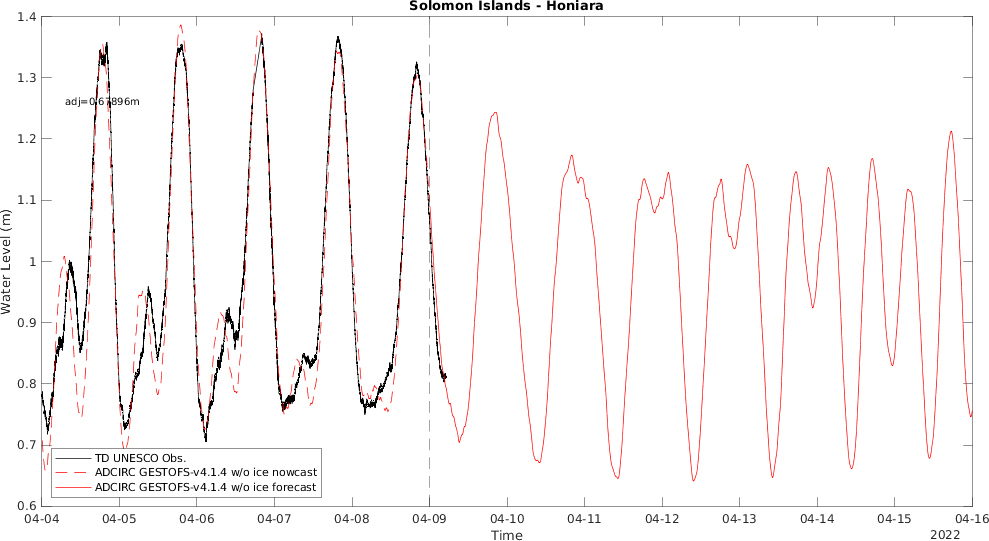 Solomon Islands - Honiara
1.4
1.3
1.2
1.1
1
0.9
0.8
0.7
0.6
Water Level (m)
adj=0.67896m
TD UNESCO Obs.
ADCIRC GESTOFS-v4.1.4 w/o ice nowcast
ADCIRC GESTOFS-v4.1.4 w/o ice forecast
04-04 04-05 04-06 04-07 04-08 04-09 04-10 04-11 04-12 04-13 04-14 04-15 04-16
Time
2022